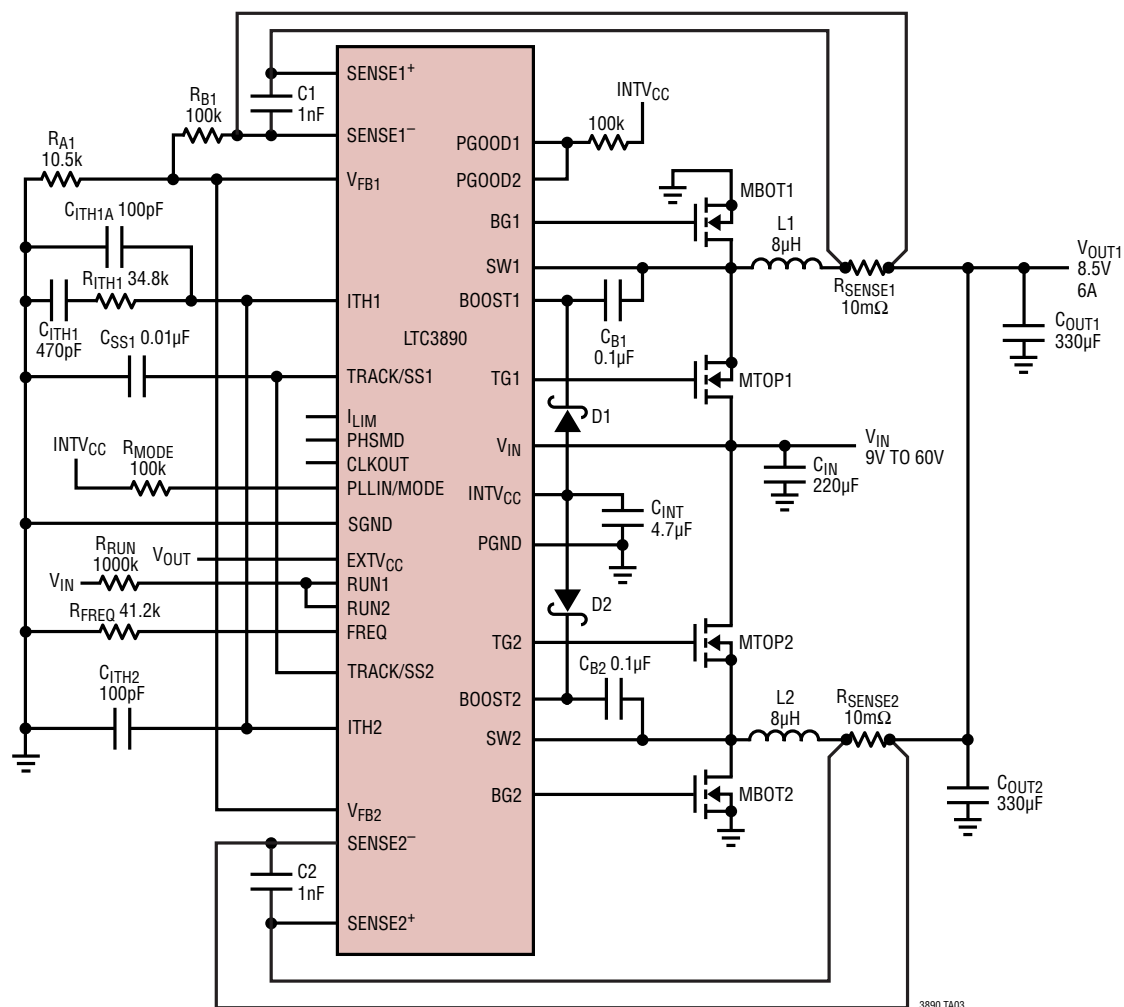 SENSE1+
SENSE1−
VFB1
ITH1
TRACK/SS1
ILIM
PHSMD
CLKOUT
PLLIN/MODE
SGND
EXTVCC
RUN1
RUN2
FREQ
TRACK/SS2
ITH2
VFB2
SENSE2−
SENSE2+
LTC3890
PGOOD1
PGOOD2
BG1
SW1
BOOST1
TG1
VIN
INTVCC
PGND
TG2
BOOST2
SW2
BG2
C1
1nF
RB1
100k
RA1
10.5k
CITH1A 100pF
RITH1 34.8k
CITH1
470pF
CSS1 0.01µF
INTVCC
RMODE
100k
VOUT
RRUN
1000k
VIN
RFREQ 41.2k
CITH2
100pF
C2
1nF
INTVCC
100k
MBOT1
L1
8µH
RSENSE1
10mΩ
VOUT1
8.5V
6A
COUT1
330µF
CB1
0.1µF
MTOP1
D1
VIN
9V TO 60V
CIN
220µF
CINT
4.7µF
D2
MTOP2
CB2 0.1µF
L2
8µH
RSENSE2
10mΩ
MBOT2
COUT2
330µF
3890 TA03